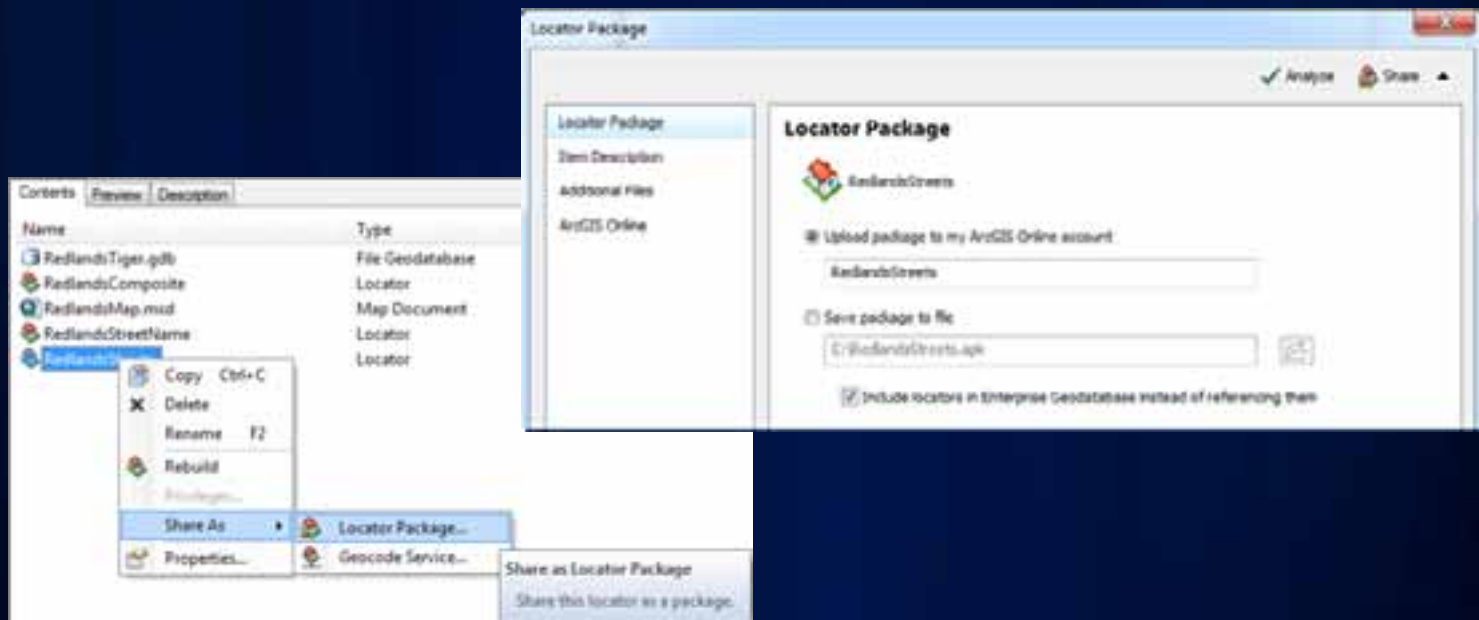 Locator Package
Analyze
Share
Locator Package
Item Description
Additional Files
ArcGIS Online
Locator Package
RedlandsStreets
Upload package to my ArcGIS Online account
RedlandsStreets
Save package to file
C:\RedlandsStreets.apk
Include locators in Enterprise Geodatabase instead of referencing them
Contents Preview Description
Name Type
RedlandsTiger.gdb File Geodatabase
RedlandsComposite Locator
RedlandsMap.mxd Map Document
RedlandsStreetName Locator
Locator
Copy Ctrl+C
Delete
Rename F2
Rebuild
Privileges...
Share As
Properties...
Locator Package...
Geocode Service...
Share as Locator Package
Share this locator as a package.